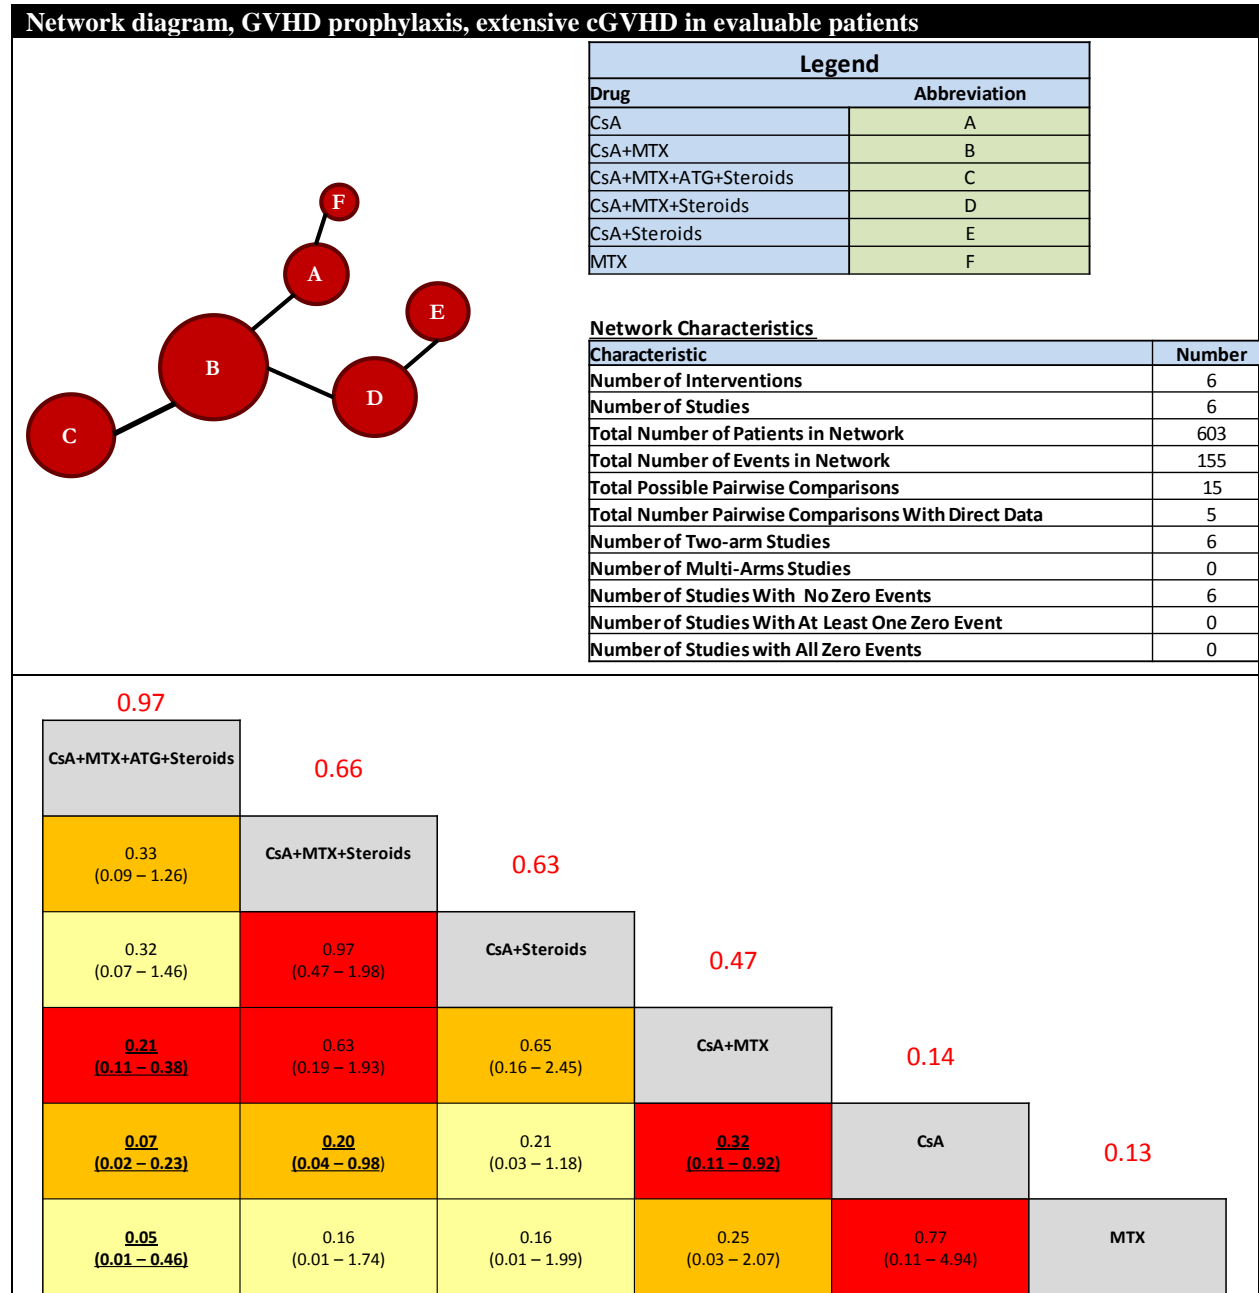 Network diagram, GVHD prophylaxis, extensive cGVHD in evaluable patients
F
A
E
B
D
C
Legend
Drug Abbreviation
CsA A
CsA+MTX B
CsA+MTX+ATG+Steroids C
CsA+MTX+Steroids D
CsA+Steroids E
MTX F
Network Characteristics
Characteristic Number
Number of Interventions 6
Number of Studies 6
Total Number of Patients in Network 603
Total Number of Events in Network 155
Total Possible Pairwise Comparisons 15
Total Number Pairwise Comparisons With Direct Data 5
Number of Two-arm Studies 6
Number of Multi-Arms Studies 0
Number of Studies With No Zero Events 6
Number of Studies With At Least One Zero Event 0
Number of Studies with All Zero Events 0
0.97
CsA+MTX+ATG+Steroids 0.66
0.33 CsA+MTX+Steroids 0.63
(0.09 – 1.26)
0.32 0.97 CsA+Steroids 0.47
(0.07 – 1.46) (0.47 – 1.98)
0.21 0.63 0.65 CsA+MTX 0.14
(0.11 – 0.38) (0.19 – 1.93) (0.16 – 2.45)
0.07 0.20 0.21 0.32 CsA 0.13
(0.02 – 0.23) (0.04 – 0.98) (0.03 – 1.18) (0.11 – 0.92)
0.05 0.16 0.16 0.25 0.77 MTX
(0.01 – 0.46) (0.01 – 1.74) (0.01 – 1.99) (0.03 – 2.07) (0.11 – 4.94)